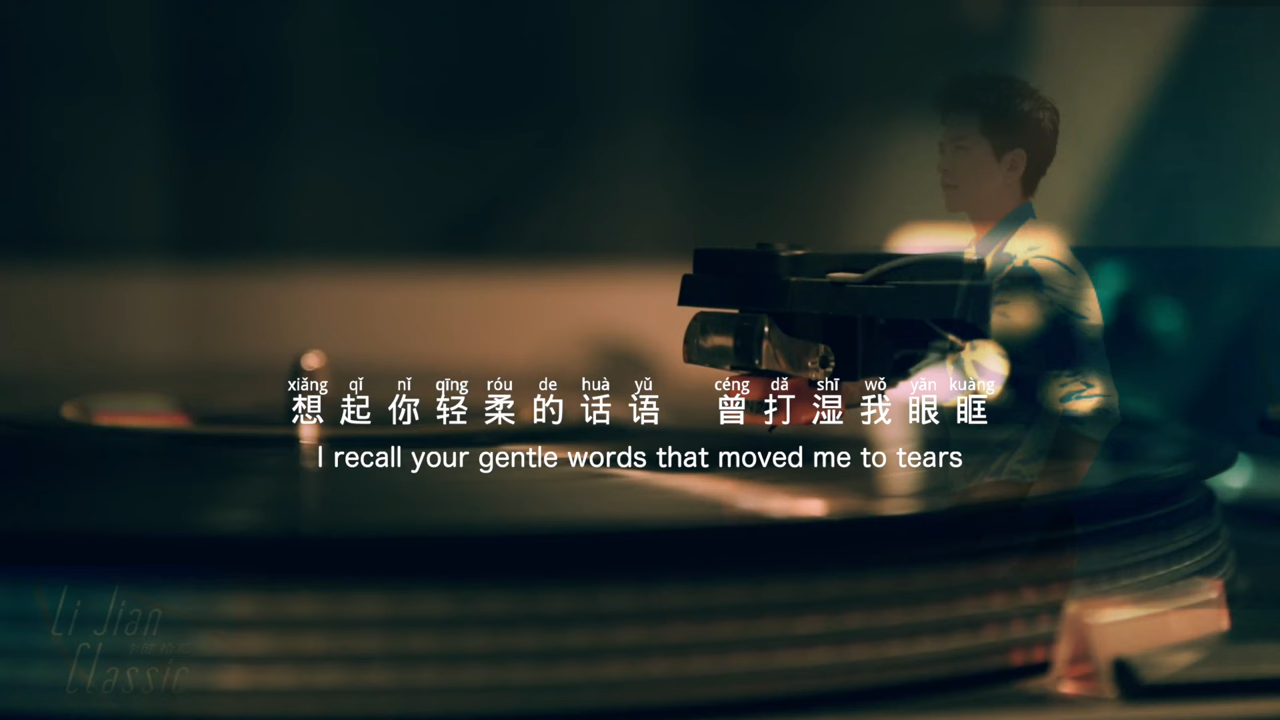 xiǎng qǐ nǐ qīng róu de huà yǔ céng dǎ shī wǒ yǎn kuàng
想起你轻柔的话语 曾打湿我眼眶
I recall your gentle words that moved me to tears
Li Jian
Classic